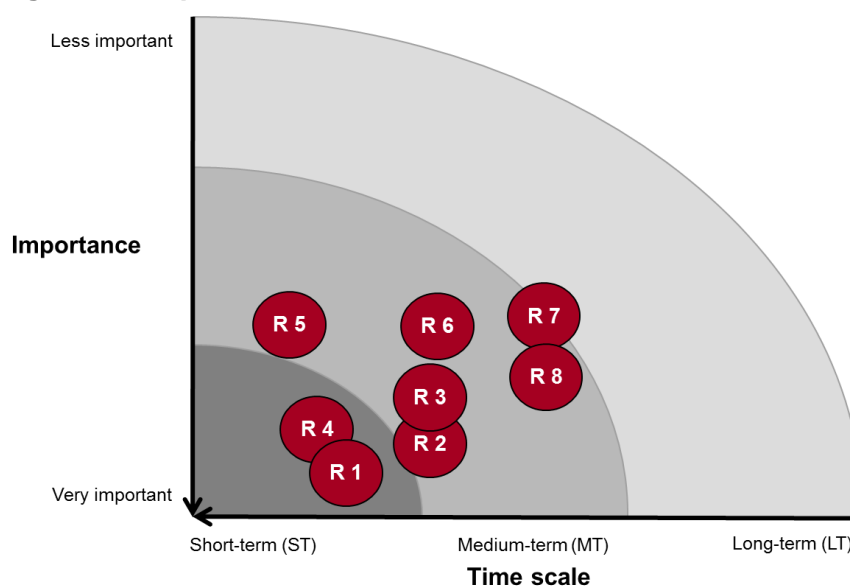 Less important
Importance
R 5
R 6
R 7
R 8
R 3
R 4
R 2
R 1
Very important
Short-term (ST)
Medium-term (MT)
Long-term (LT)
Time scale